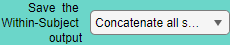 Save the
Within-Subject
output
Concatenate all s...